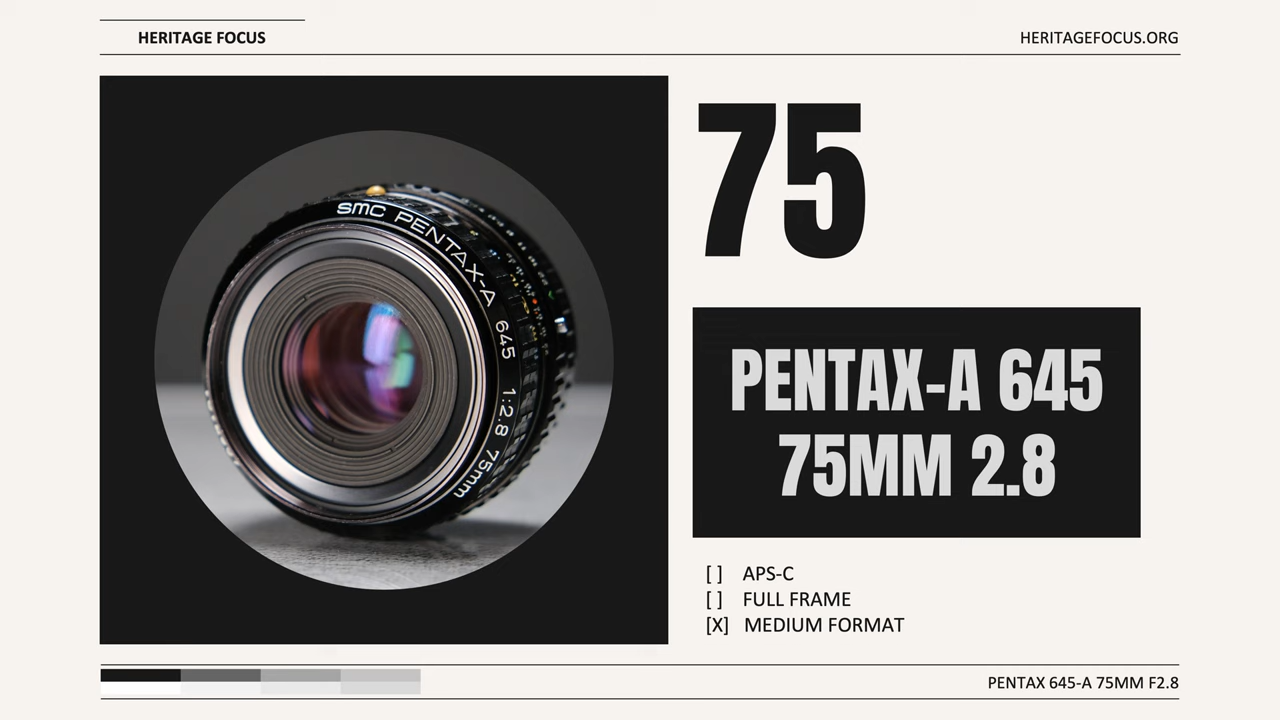 HERITAGE FOCUS
HERITAGEFOCUS.ORG
75
SMC PENTAX-A 645 1:2.8 75mm
PENTAX-A 645
75MM 2.8
[ ] APS-C
[ ] FULL FRAME
[X] MEDIUM FORMAT
PENTAX 645-A 75MM F2.8